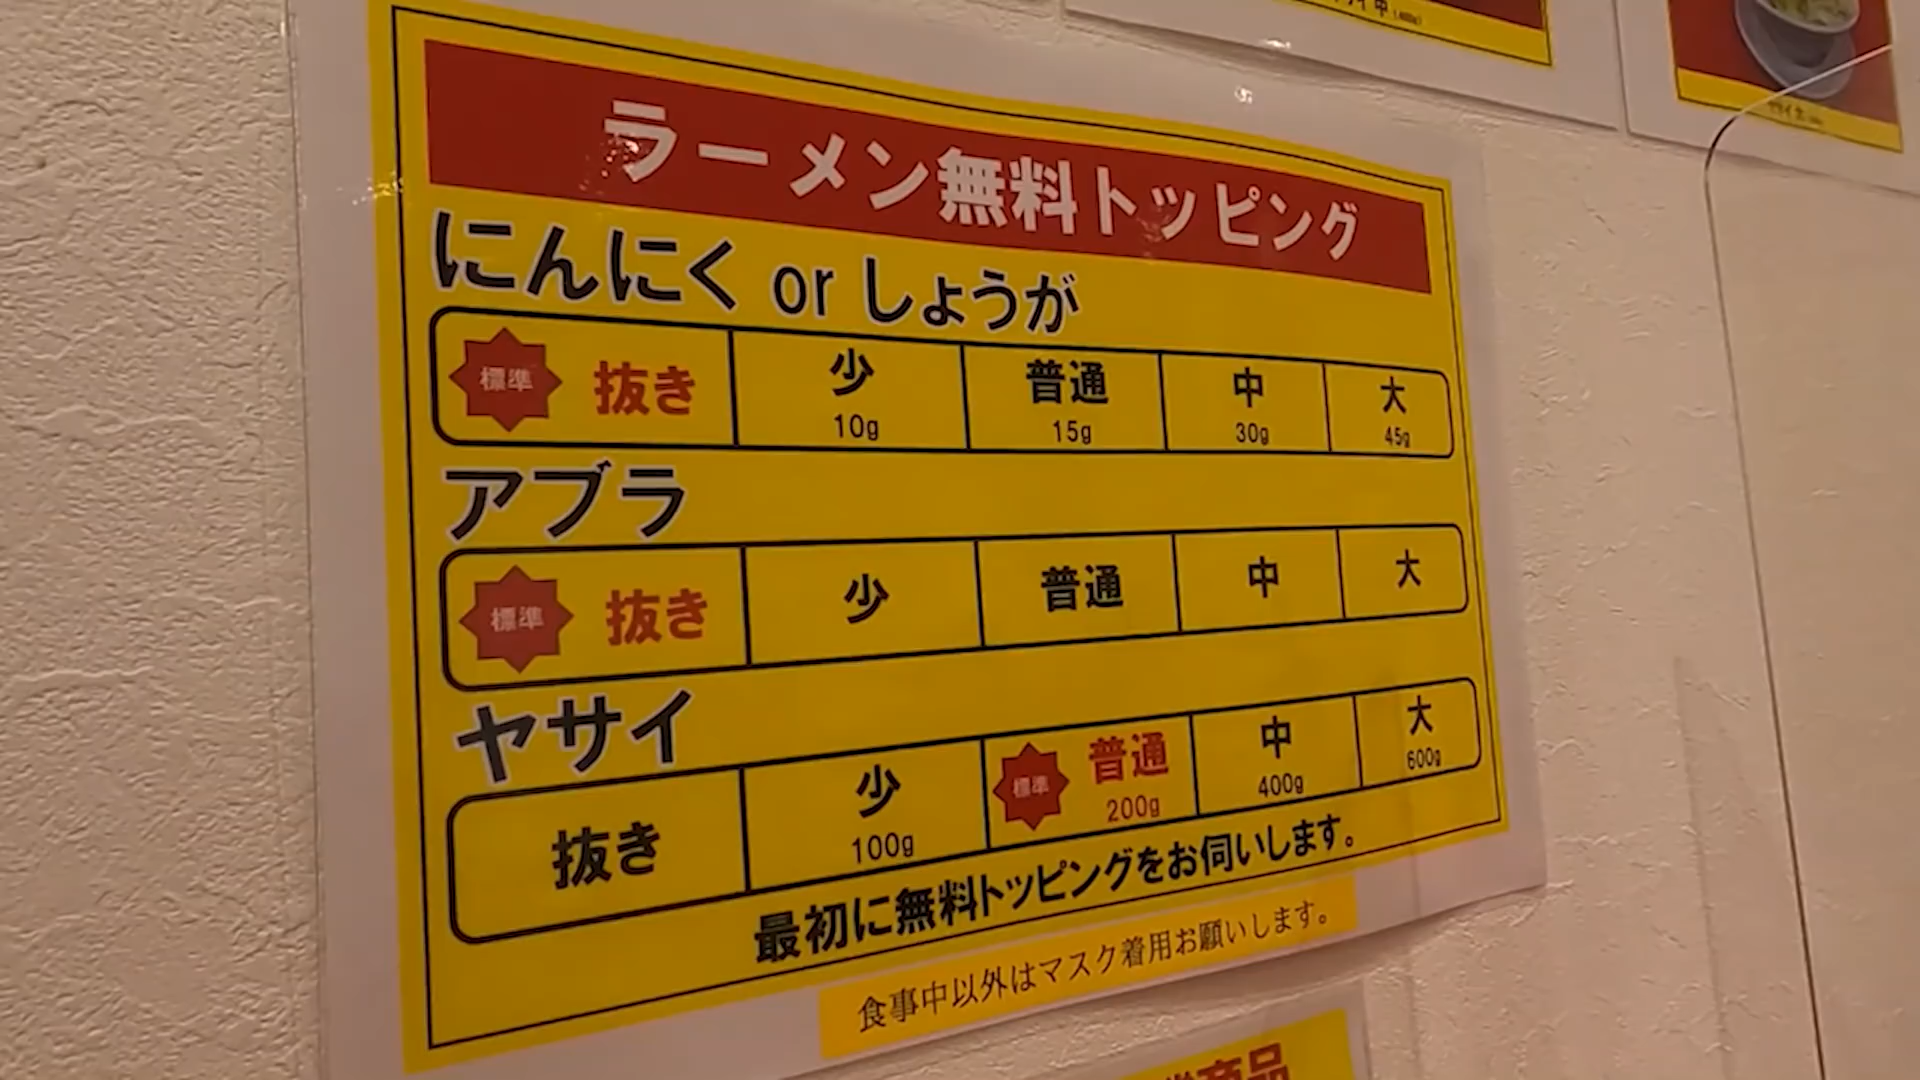 ラーメン無料トッピング
にんにく or しょうが
標準 抜き 少 10g 普通 15g 中 30g 大 45g
アブラ
標準 抜き 少 普通 中 大
ヤサイ
抜き 少 100g 標準 普通 200g 中 400g 大 600g
最初に無料トッピングをお伺いします。
食事中以外はマスク着用お願いします。
商品